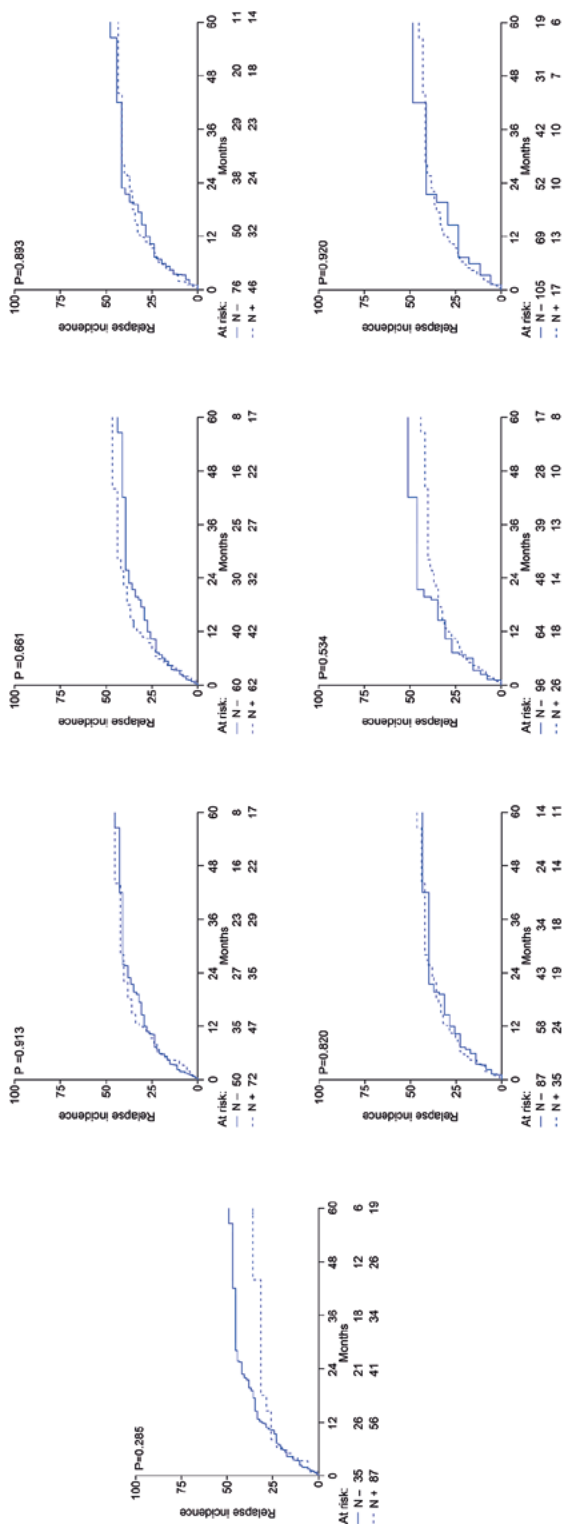 P=0.285
100
75
50
25
0
Relapse incidence
0 12 24 36 48 60
Months
At risk:
N – 35 26 21 18 12 6
N + 87 56 41 34 26 19
P =0.913
100
75
50
25
0
Relapse incidence
0 12 24 36 48 60
Months
At risk:
N – 50 35 27 23 16 8
N + 72 47 35 29 22 17
P =0.661
100
75
50
25
0
Relapse incidence
0 12 24 36 48 60
Months
At risk:
N – 60 40 30 25 16 8
N + 62 42 32 27 22 17
P=0.893
100
75
50
25
0
Relapse incidence
0 12 24 36 48 60
Months
At risk:
N – 76 50 38 29 20 11
N + 46 32 24 23 18 14
P=0.820
100
75
50
25
0
Relapse incidence
0 12 24 36 48 60
Months
At risk:
N – 87 58 43 34 24 14
N + 35 24 19 18 14 11
P=0.534
100
75
50
25
0
Relapse incidence
0 12 24 36 48 60
Months
At risk:
N – 96 64 48 39 28 17
N + 26 18 14 13 10 8
P=0.920
100
75
50
25
0
Relapse incidence
0 12 24 36 48 60
Months
At risk:
N – 105 69 52 42 31 19
N + 17 13 10 10 7 6